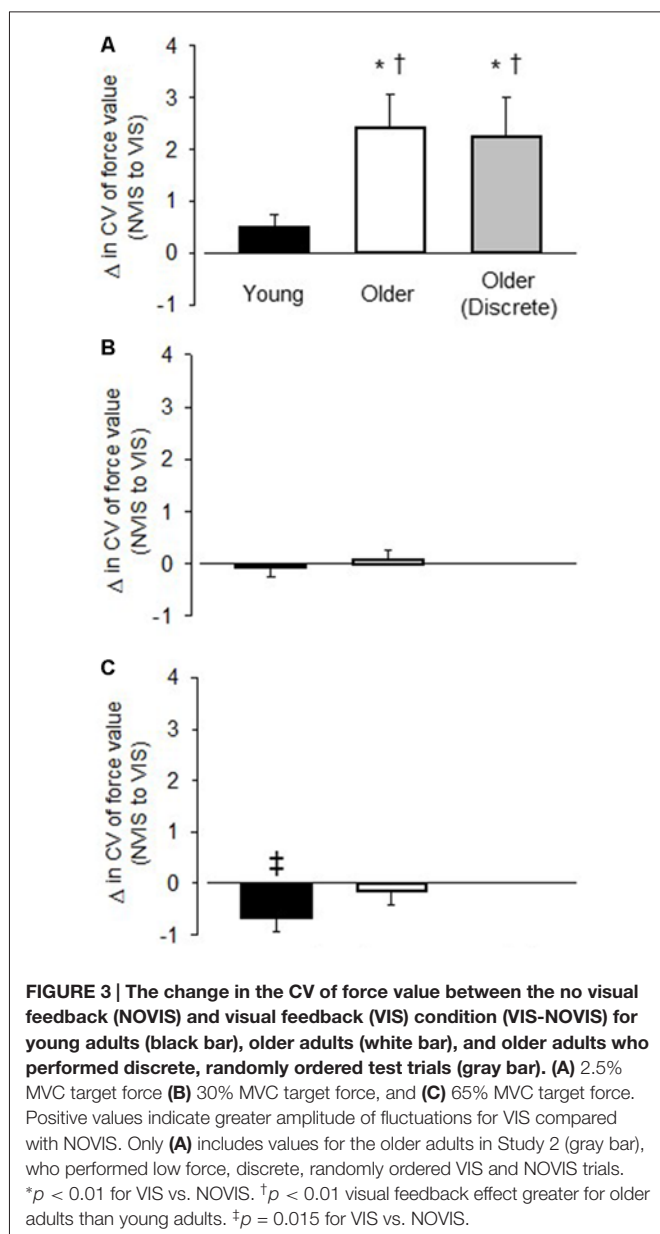 A
* †
* †
4
3
2
1
0
-1
Δ in CV of force value
(NVIS to VIS)
Young
Older
Older
(Discrete)
B
4
3
2
1
0
-1
Δ in CV of force value
(NVIS to VIS)
C
4
3
2
1
0
-1
Δ in CV of force value
(NVIS to VIS)
‡
FIGURE 3 | The change in the CV of force value between the no visual
feedback (NOVIS) and visual feedback (VIS) condition (VIS-NOVIS) for
young adults (black bar), older adults (white bar), and older adults who
performed discrete, randomly ordered test trials (gray bar). (A) 2.5%
MVC target force (B) 30% MVC target force, and (C) 65% MVC target force.
Positive values indicate greater amplitude of fluctuations for VIS compared
with NOVIS. Only (A) includes values for the older adults in Study 2 (gray bar),
who performed low force, discrete, randomly ordered VIS and NOVIS trials.
*p < 0.01 for VIS vs. NOVIS. †p < 0.01 visual feedback effect greater for older
adults than young adults. ‡p = 0.015 for VIS vs. NOVIS.